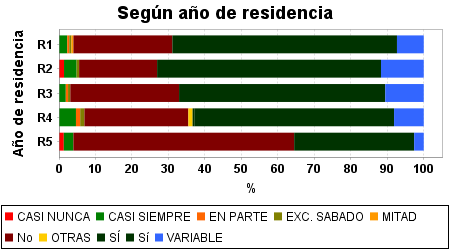 Según año de residencia
Año de residencia
R1
R2
R3
R4
R5
0 10 20 30 40 50 60 70 80 90 100
%
CASI NUNCA CASI SIEMPRE EN PARTE EXC. SABADO MITAD
No OTRAS SÍ Sí VARIABLE